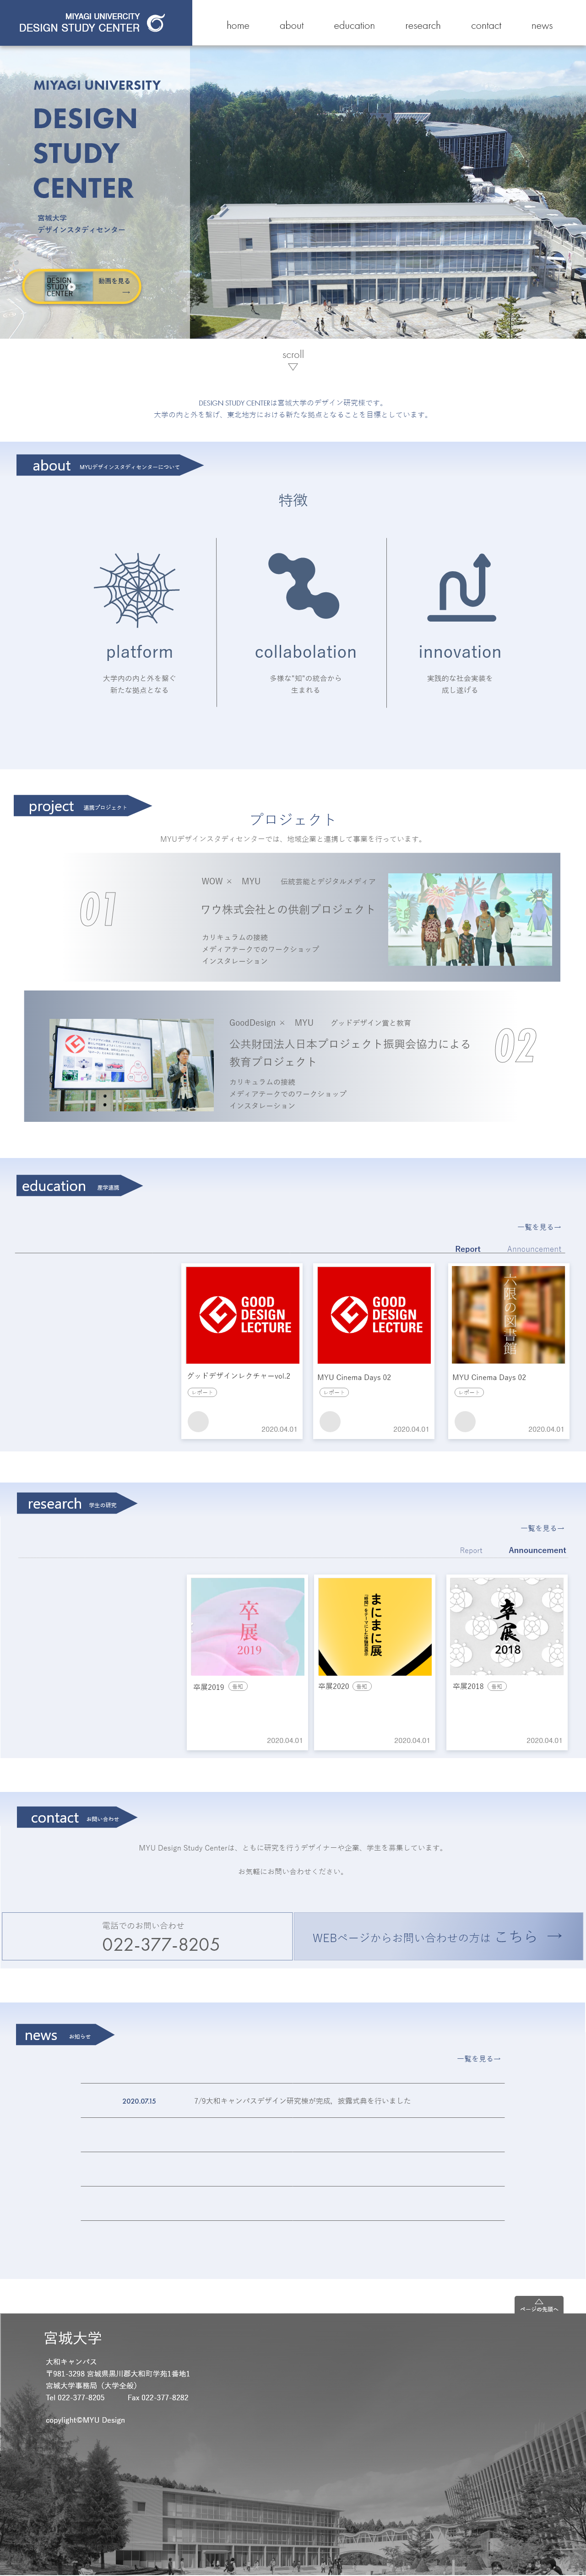 MIYAGI UNIVERCITY
DESIGN STUDY CENTER
home about education research contact news
MIYAGI UNIVERSITY
DESIGN
STUDY
CENTER
宮城大学
デザインスタディセンター
DESIGN
STUDY
CENTER
動画を見る
→
scroll
DESIGN STUDY CENTERは宮城大学のデザイン研究棟です。
大学の内と外を繋げ、東北地方における新たな拠点となることを目標としています。
about MYUデザインスタディセンターについて
特徴
platform
大学内の内と外を繋ぐ
新たな拠点となる
collabolation
多様な"知"の統合から
生まれる
innovation
実践的な社会実装を
成し遂げる
project 連携プロジェクト
プロジェクト
MYUデザインスタディセンターでは、地域企業と連携して事業を行っています。
01
WOW × MYU 伝統芸能とデジタルメディア
ワウ株式会社との供創プロジェクト
カリキュラムの接続
メディアテークでのワークショップ
インスタレーション
GoodDesign × MYU グッドデザイン賞と教育
公共財団法人日本プロジェクト振興会協力による
教育プロジェクト
カリキュラムの接続
メディアテークでのワークショップ
インスタレーション
02
education 産学連携
一覧を見る→
Report Announcement
GOOD
DESIGN
LECTURE
グッドデザインレクチャーvol.2
レポート
2020.04.01
GOOD
DESIGN
LECTURE
MYU Cinema Days 02
レポート
2020.04.01
六限の図書館
MYU Cinema Days 02
レポート
2020.04.01
research 学生の研究
一覧を見る→
Report Announcement
卒展
2019
卒展2019 告知
2020.04.01
まにまに展
卒展2020 告知
2020.04.01
卒展
2018
卒展2018 告知
2020.04.01
contact お問い合わせ
MYU Design Study Centerは、ともに研究を行うデザイナーや企業、学生を募集しています。
お気軽にお問い合わせください。
電話でのお問い合わせ
022-377-8205
WEBページからお問い合わせの方は こちら →
news お知らせ
一覧を見る→
2020.07.15 7/9大和キャンパスデザイン研究棟が完成，披露式典を行いました
ページの先頭へ
宮城大学
大和キャンパス
〒981-3298 宮城県黒川郡大和町学苑1番地1
宮城大学事務局（大学全般）
Tel 022-377-8205 Fax 022-377-8282
copylight©MYU Design